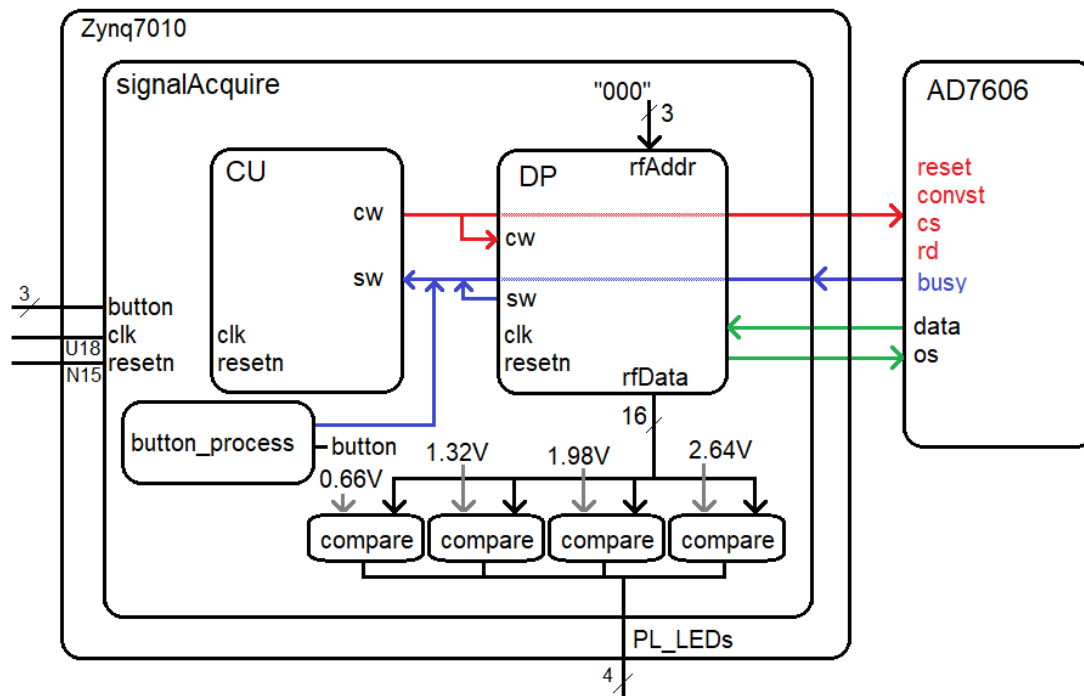 Zynq7010
signalAcquire
"000"
3
rfAddr
CU
DP
AD7606
reset
convst
cs
rd
busy
data
os
cw
cw
sw
sw
clk
resetn
clk
resetn
rfData
16
3
button
clk
U18
resetn
N15
button_process
button
0.66V
1.32V
1.98V
2.64V
compare
compare
compare
compare
PL_LEDs
4